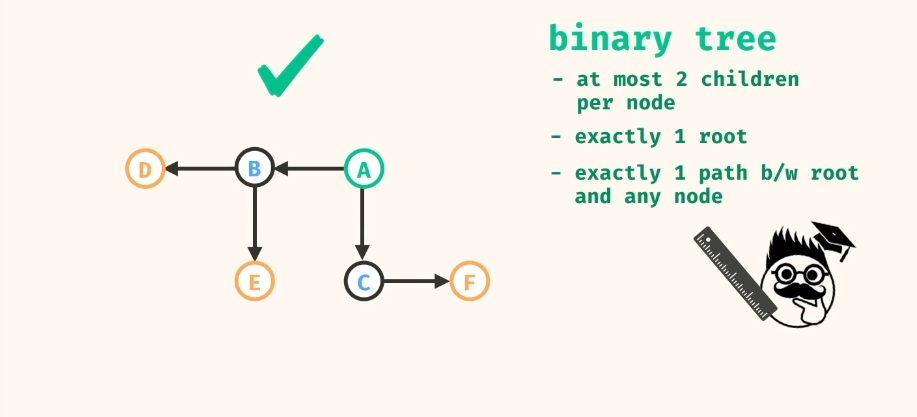 binary tree
- at most 2 children
per node
- exactly 1 root
- exactly 1 path b/w root
and any node
D
B
A
E
C
F